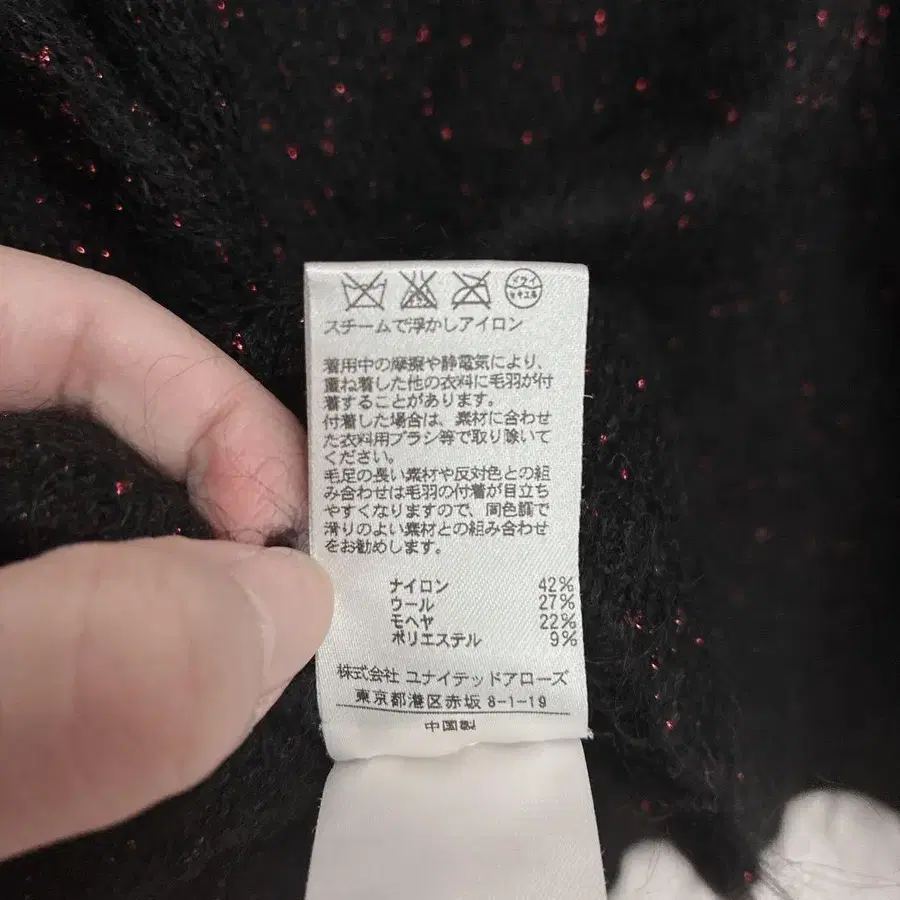 ドライ
セキユ系
スチームで浮かしアイロン
着用中の摩擦や静電気により、
重ね着した他の衣料に毛羽が付
着することがあります。
付着した場合は、素材に合わせ
た衣料用ブラシ等で取り除いて
ください。
毛足の長い素材や反対色との組
み合わせは毛羽の付着が目立ち
やすくなりますので、同色調で
滑りのよい素材との組み合わせ
をお勧めします。
ナイロン 42%
ウール 27%
モヘヤ 22%
ポリエステル 9%
株式会社 ユナイテッドアローズ
東京都港区赤坂 8-1-19
中国製